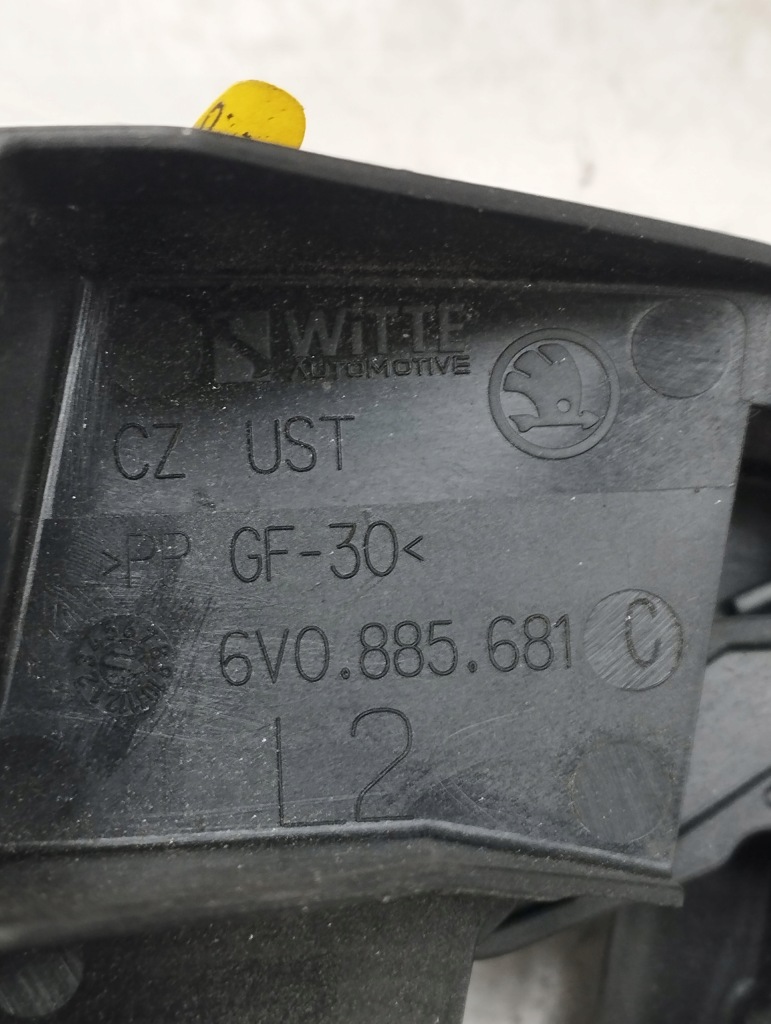 WiTTE
AUTOMOTIVE
CZ UST
>PP GF-30<
6V0.885.681 C
L2